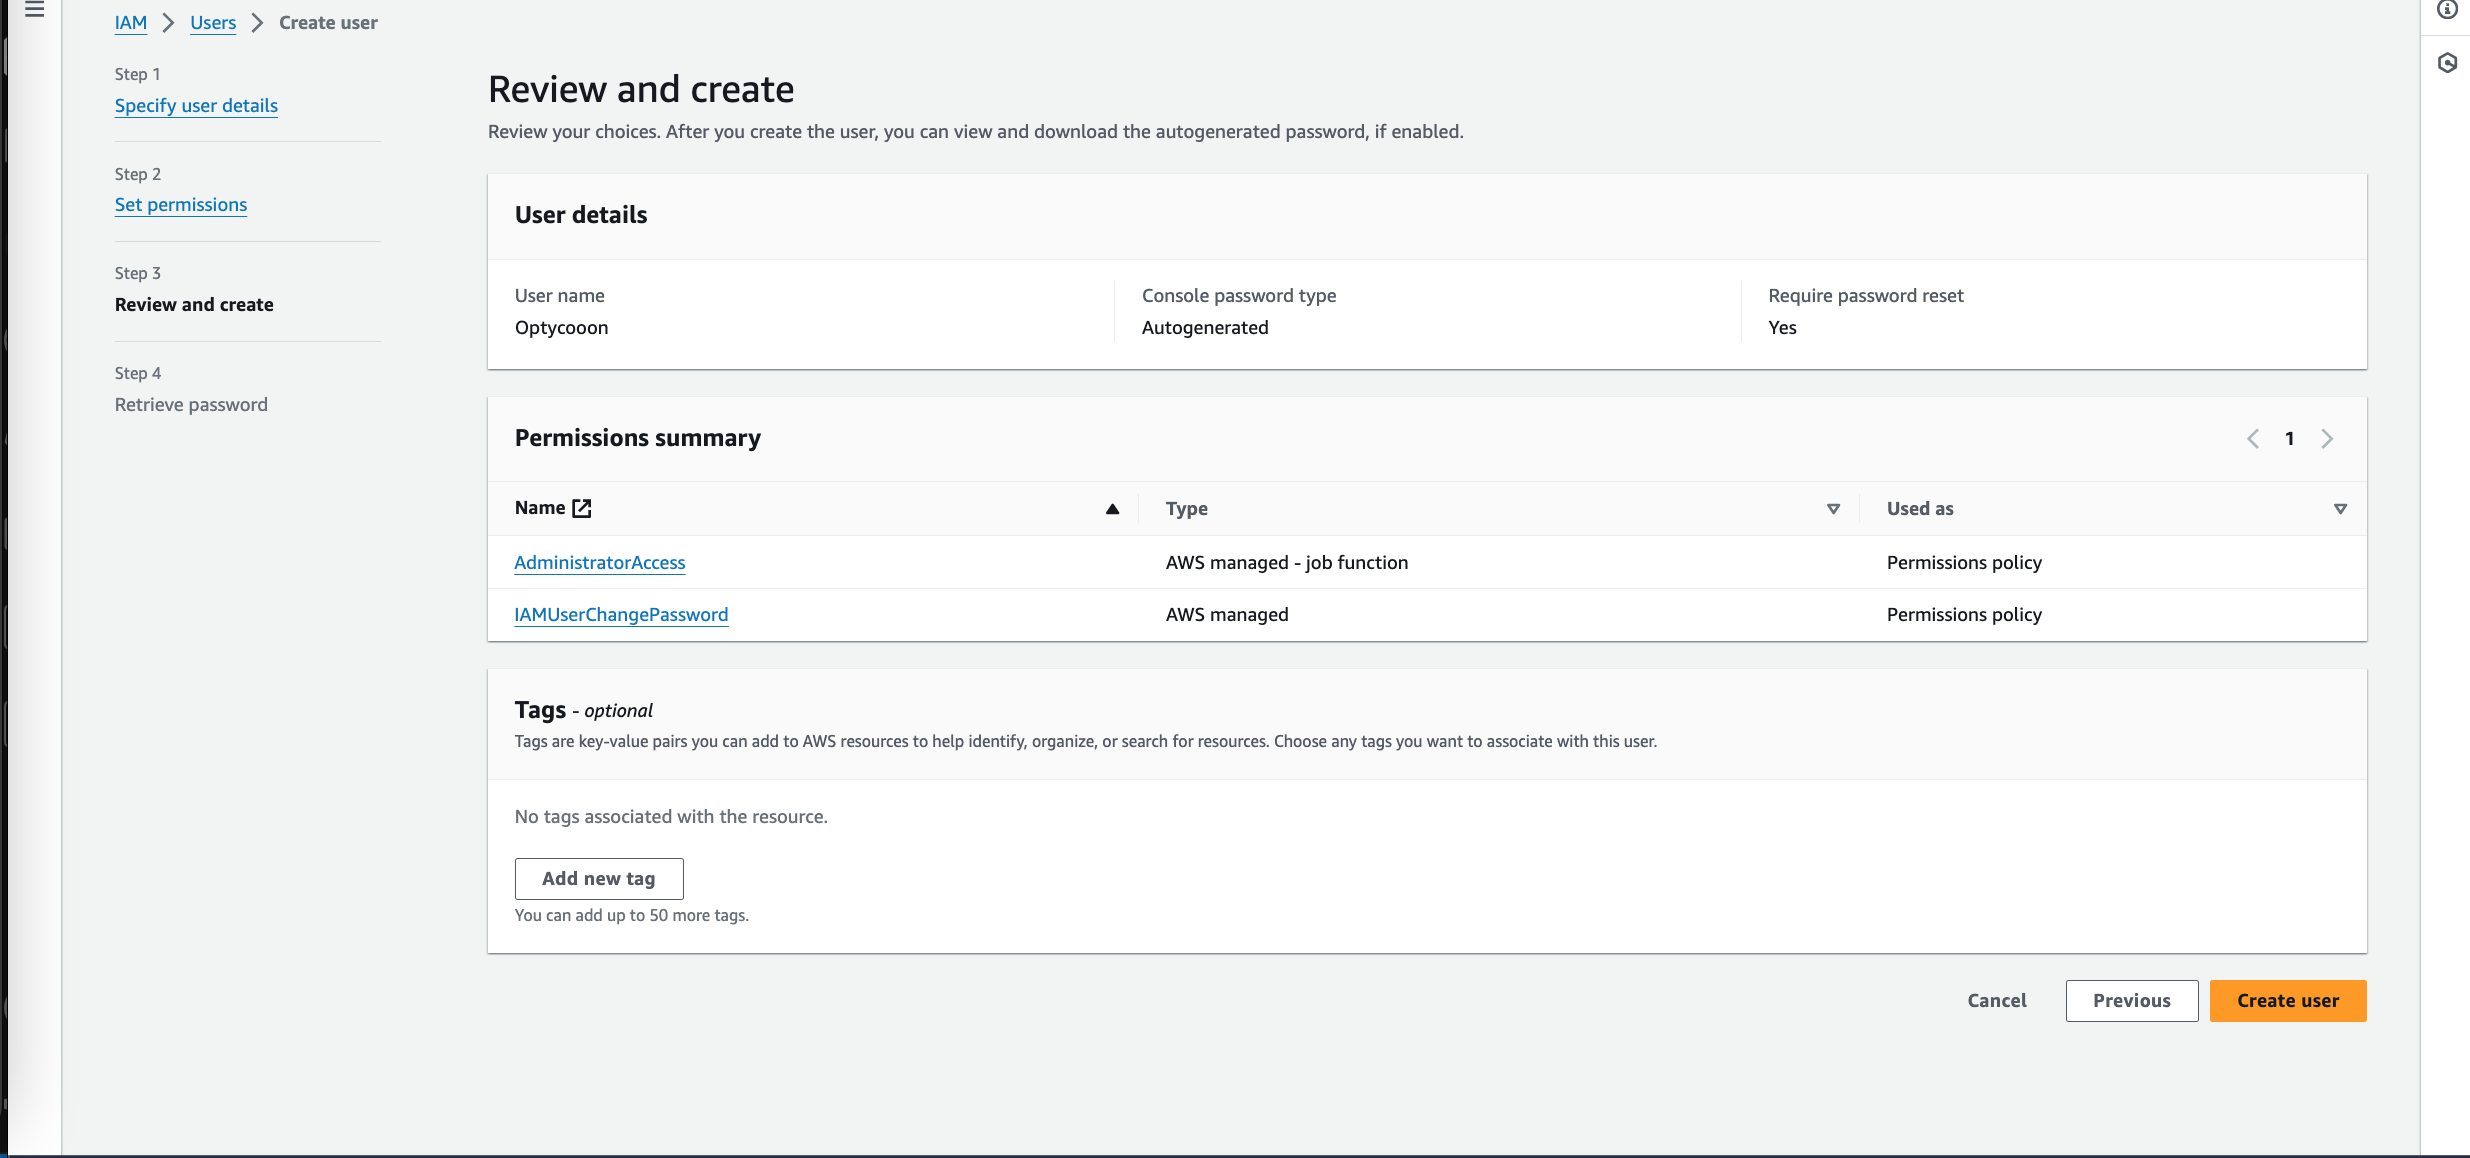 IAM > Users > Create user
Step 1
Specify user details
Step 2
Set permissions
Step 3
Review and create
Step 4
Retrieve password
Review and create
Review your choices. After you create the user, you can view and download the autogenerated password, if enabled.
User details
User name
Optycooon
Console password type
Autogenerated
Require password reset
Yes
Permissions summary
1
Name Type Used as
AdministratorAccess AWS managed - job function Permissions policy
IAMUserChangePassword AWS managed Permissions policy
Tags - optional
Tags are key-value pairs you can add to AWS resources to help identify, organize, or search for resources. Choose any tags you want to associate with this user.
No tags associated with the resource.
Add new tag
You can add up to 50 more tags.
Cancel Previous Create user